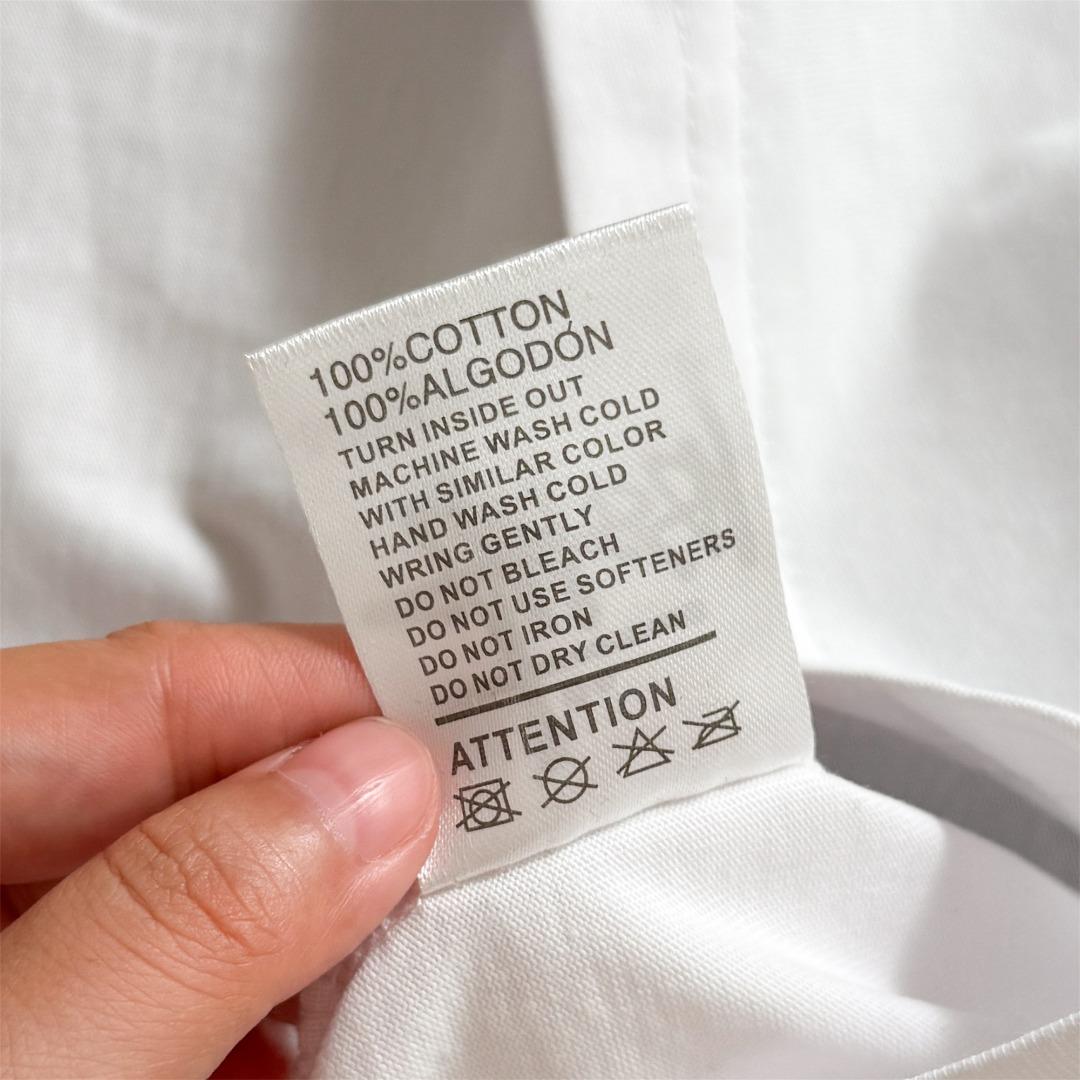 100%COTTON
100%ALGODÓN
TURN INSIDE OUT
MACHINE WASH COLD
WITH SIMILAR COLOR
HAND WASH COLD
WRING GENTLY
DO NOT BLEACH
DO NOT USE SOFTENERS
DO NOT IRON
DO NOT DRY CLEAN
ATTENTION